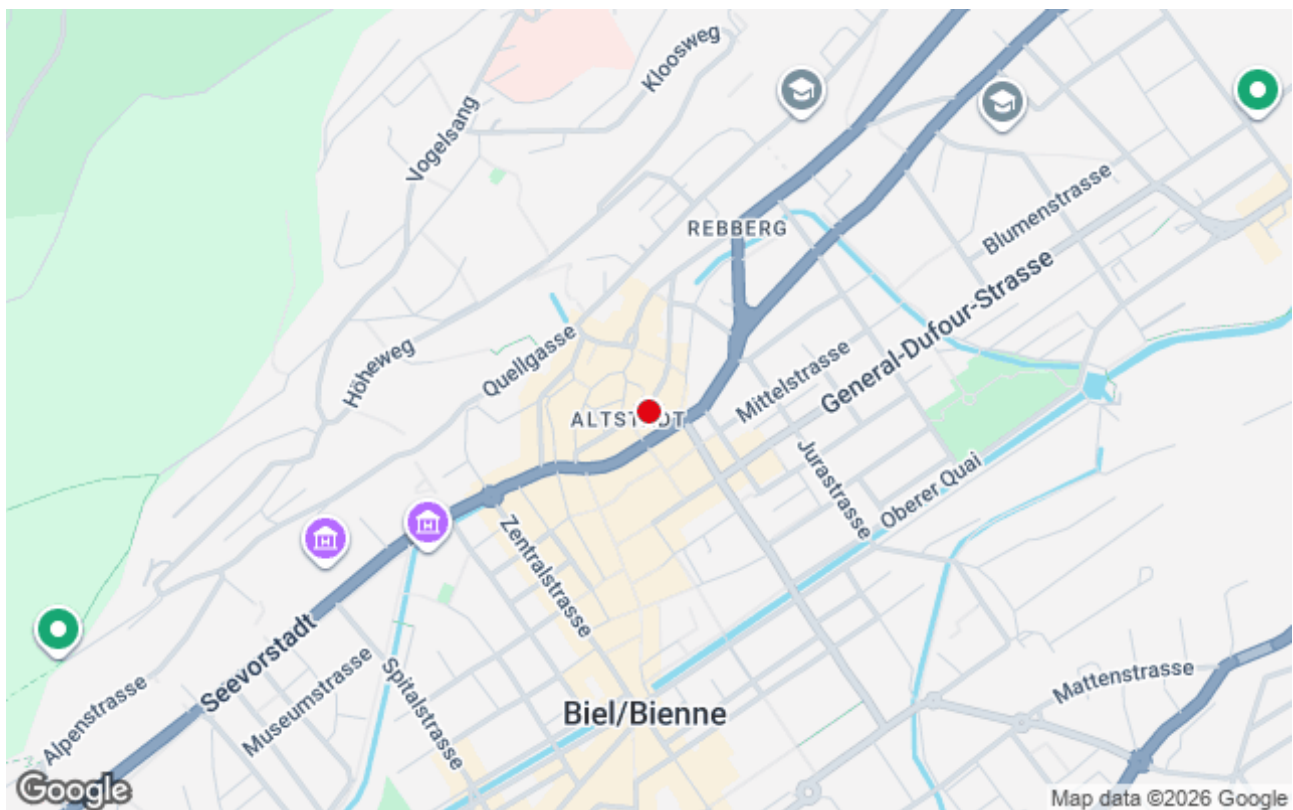 Kloosweg
Vogelsang
REBBERG
Blumenstrasse
General-Dufour-Strasse
Höheweg
Quellgasse
Mittelstrasse
ALTSTADT
Jurastrasse
Oberer Quai
Zentralstrasse
Seevorstadt
Museumstrasse
Spitalstrasse
Alpenstrasse
Mattenstrasse
Biel/Bienne
Google
Map data ©2026 Google